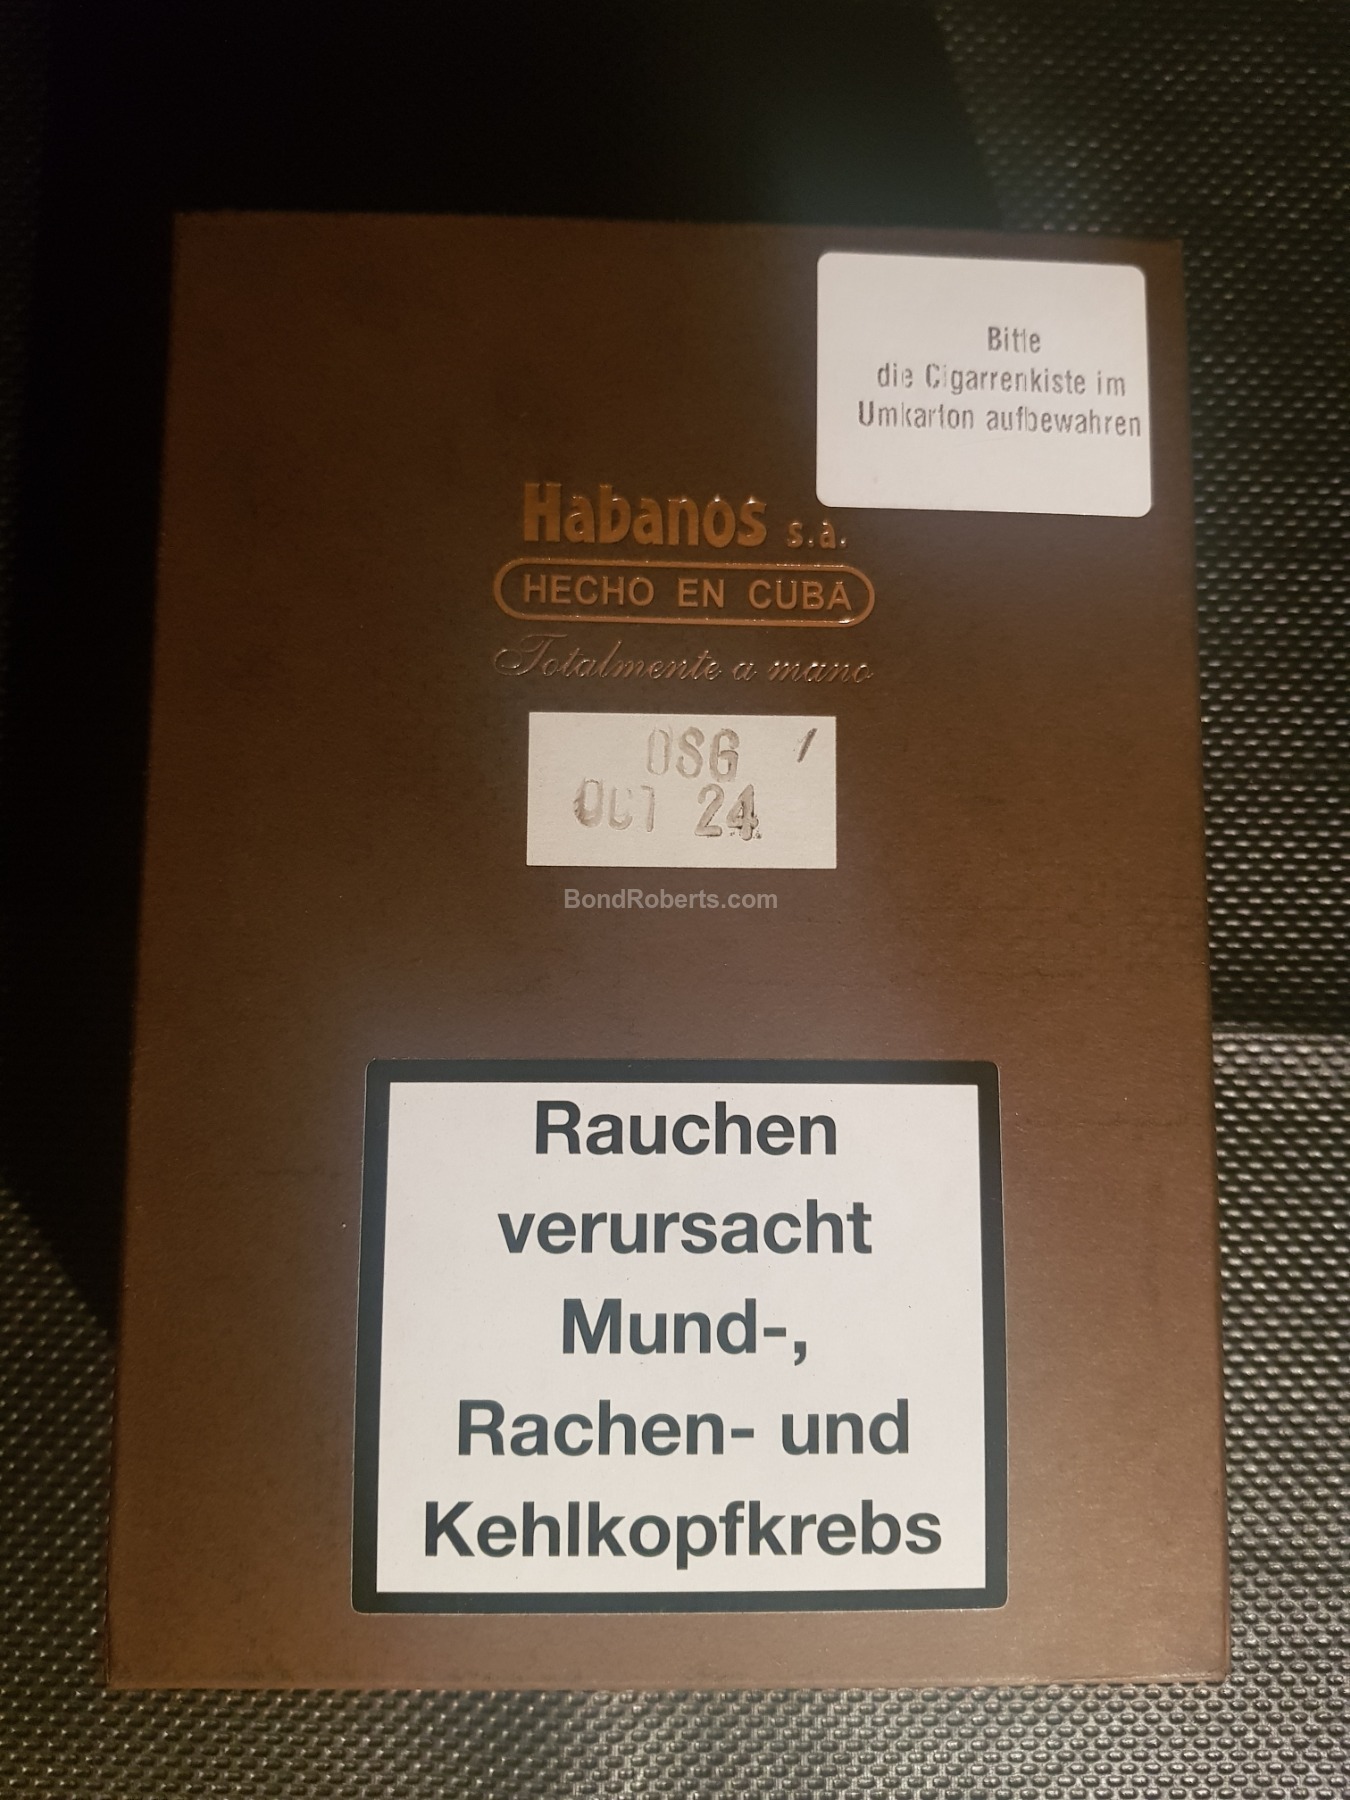 Bitte
die Cigarrenkiste im
Umkarton aufbewahren
Habanos s.a.
HECHO EN CUBA
Totalmente a mano
OSG
OCT 24
BondRoberts.com
Rauchen
verursacht
Mund-,
Rachen- und
Kehlkopfkrebs